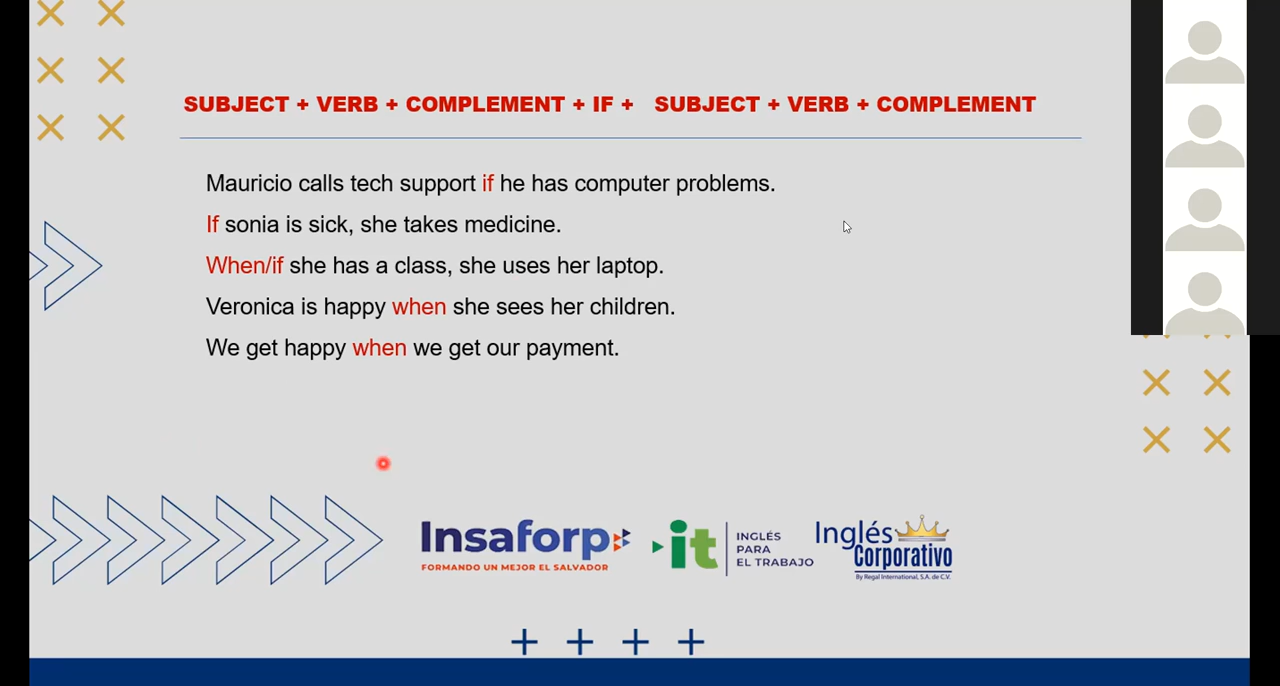 SUBJECT + VERB + COMPLEMENT + IF + SUBJECT + VERB + COMPLEMENT
Mauricio calls tech support if he has computer problems.
If sonia is sick, she takes medicine.
When/if she has a class, she uses her laptop.
Veronica is happy when she sees her children.
We get happy when we get our payment.
Insaforp
FORMANDO UN MEJOR EL SALVADOR
it
INGLÉS
PARA
EL TRABAJO
Inglés
Corporativo
By Regal International, S.A. de C.V.